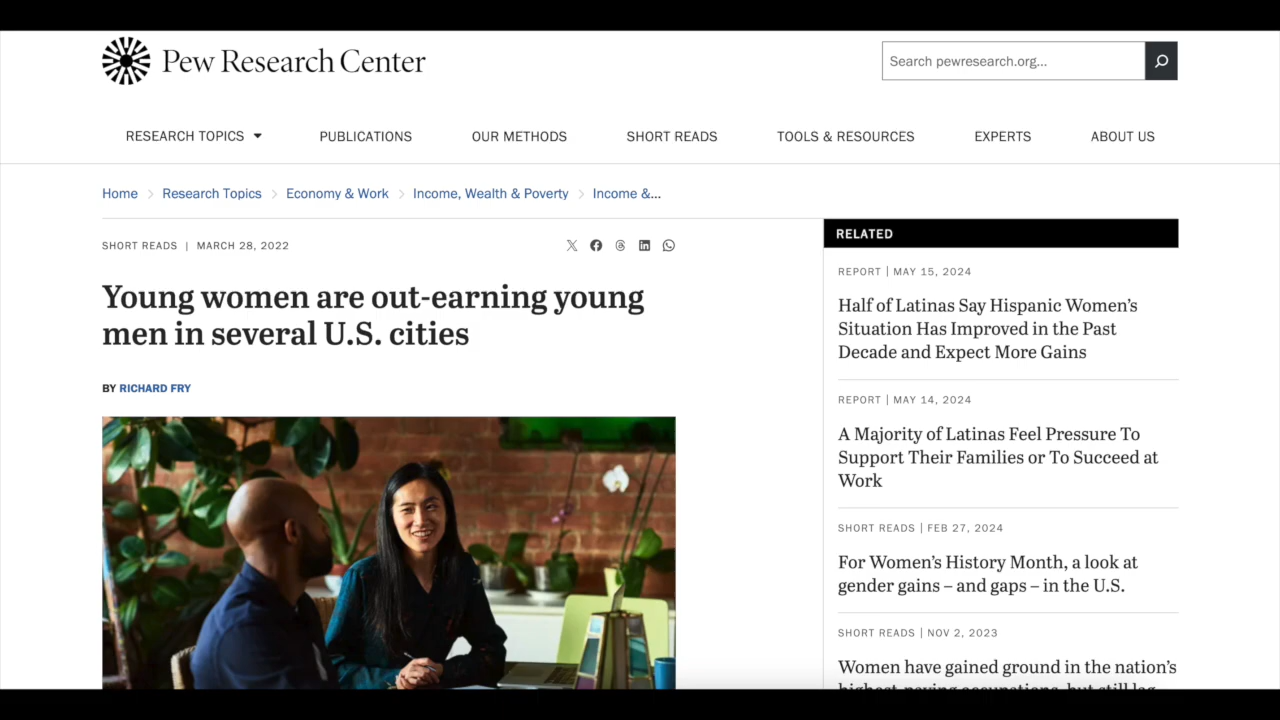 Pew Research Center
Search pewresearch.org...
RESEARCH TOPICS
PUBLICATIONS
OUR METHODS
SHORT READS
TOOLS & RESOURCES
EXPERTS
ABOUT US
Home
Research Topics
Economy & Work
Income, Wealth & Poverty
Income &...
SHORT READS | MARCH 28, 2022
Young women are out-earning young
men in several U.S. cities
BY RICHARD FRY
RELATED
REPORT | MAY 15, 2024
Half of Latinas Say Hispanic Women’s
Situation Has Improved in the Past
Decade and Expect More Gains
REPORT | MAY 14, 2024
A Majority of Latinas Feel Pressure To
Support Their Families or To Succeed at
Work
SHORT READS | FEB 27, 2024
For Women’s History Month, a look at
gender gains – and gaps – in the U.S.
SHORT READS | NOV 2, 2023
Women have gained ground in the nation’s
highest-paying occupations, but still lag